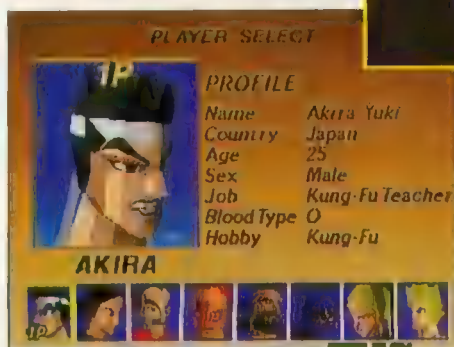 PLAYER SELECT
1P
PROFILE
Name Akira Yuki
Country Japan
Age 25
Sex Male
Job Kung-Fu Teacher
Blood Type O
Hobby Kung-Fu
AKIRA
1P